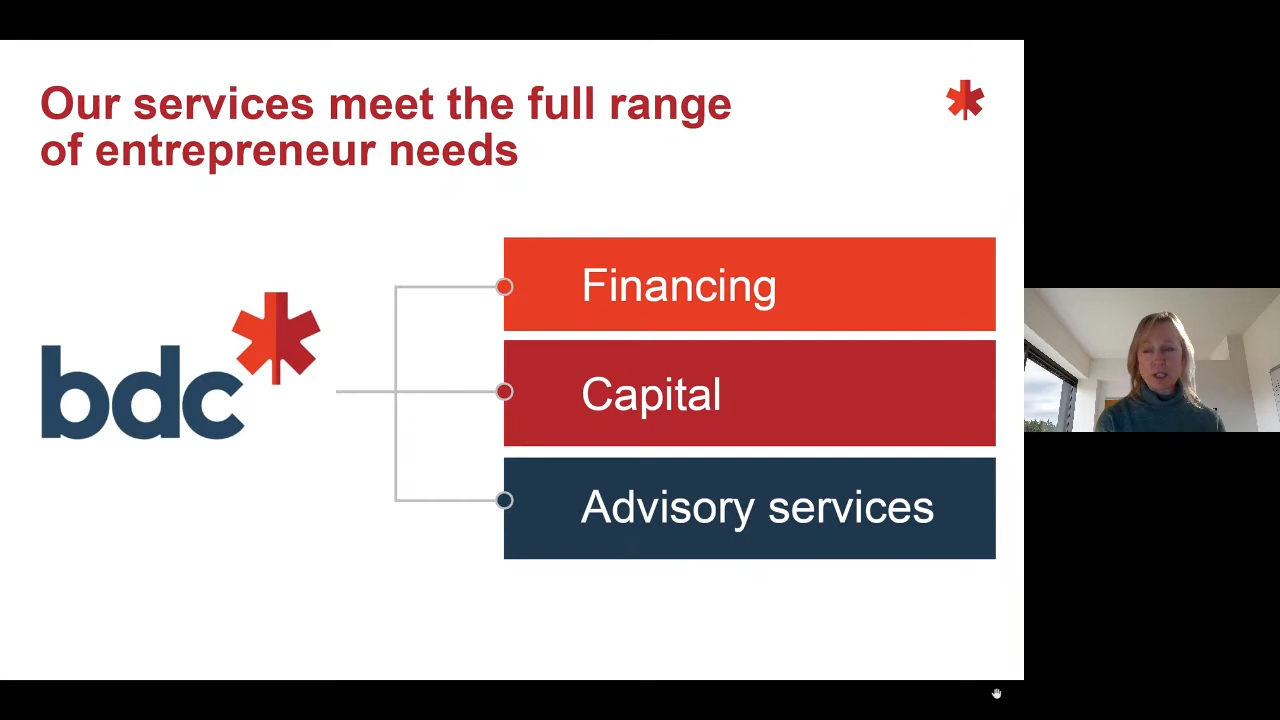 Our services meet the full range
of entrepreneur needs
bdc
Financing
Capital
Advisory services